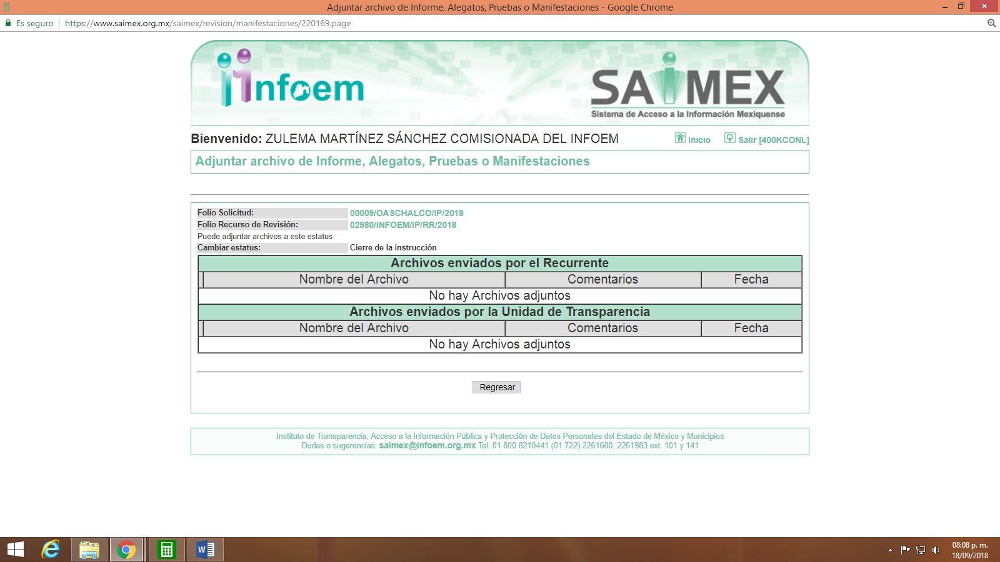 Adjuntar archivo de Informe, Alegatos, Pruebas o Manifestaciones - Google Chrome
Es seguro | https://www.saimex.org.mx/saimex/revision/manifestaciones/220169.page
infoem
SAIMEX
Sistema de Acceso a la Información Mexiquense
Bienvenido: ZULEMA MARTÍNEZ SÁNCHEZ COMISIONADA DEL INFOEM
Inicio
Salir [400KCONL]
Adjuntar archivo de Informe, Alegatos, Pruebas o Manifestaciones
Folio Solicitud: 00009/OASCHALCO/IP/2018
Folio Recurso de Revisión: 02980/INFOEM/IP/RR/2018
Puede adjuntar archivos a este estatus
Cambiar estatus: Cierre de la instrucción
Archivos enviados por el Recurrente
Nombre del Archivo Comentarios Fecha
No hay Archivos adjuntos
Archivos enviados por la Unidad de Transparencia
Nombre del Archivo Comentarios Fecha
No hay Archivos adjuntos
Regresar
Instituto de Transparencia, Acceso a la Información Pública y Protección de Datos Personales del Estado de México y Municipios
Dudas o sugerencias: saimex@infoem.org.mx Tel. 01 800 8210441 (01 722) 2261680, 2261983 ext. 101 y 141
08:08 p. m.
18/09/2018